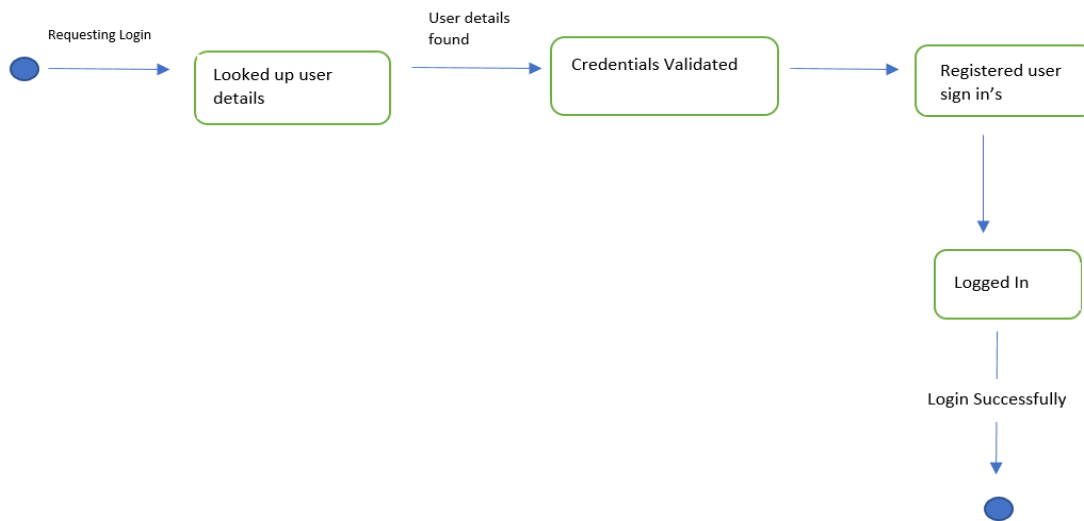 Requesting Login
User details
found
Looked up user
details
Credentials Validated
Registered user
sign in’s
Logged In
Login Successfully